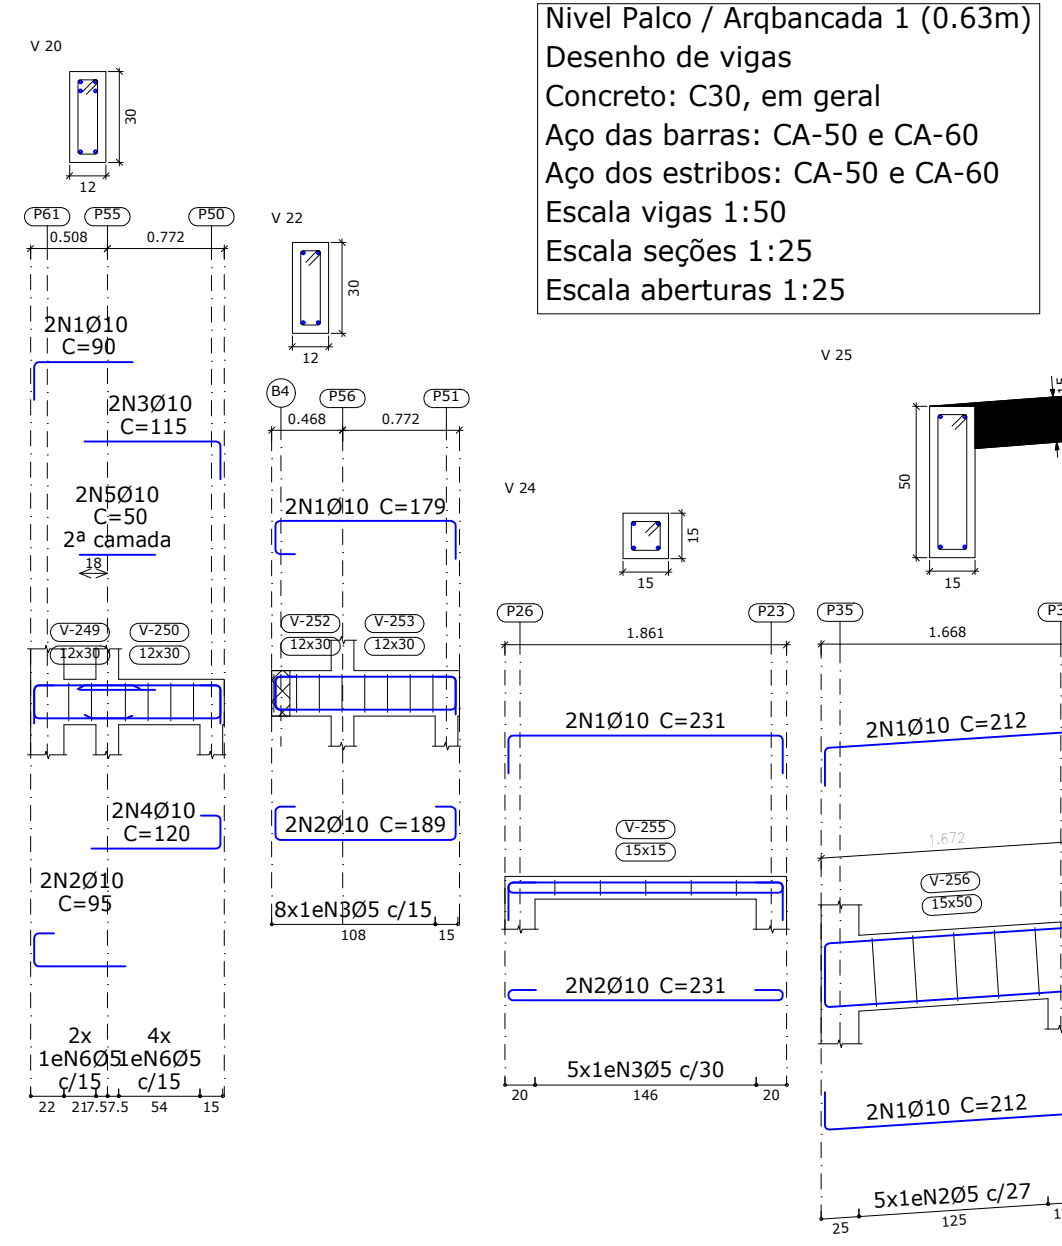 Nivel Palco / Arqbancada 1 (0.63m)
Desenho de vigas
Concreto: C30, em geral
Aço das barras: CA-50 e CA-60
Aço dos estribos: CA-50 e CA-60
Escala vigas 1:50
Escala seções 1:25
Escala aberturas 1:25
V 20
30
12
P61 P55 P50
0.508 0.772
2N1Ø10
C=90
2N3Ø10
C=115
2N5Ø10
C=50
2ª camada
18
V-249 V-250
12x30 12x30
2N4Ø10
C=120
2N2Ø10
C=95
2x 4x
1eN6Ø5 1eN6Ø5
c/15 c/15
22 21 7.5 7.5 54 15
V 22
30
12
B4 P56 P51
0.468 0.772
2N1Ø10 C=179
V-252 V-253
12x30 12x30
2N2Ø10 C=189
8x1eN3Ø5 c/15
108 15
V 24
15
15
P26 P23
1.861
2N1Ø10 C=231
V-255
15x15
2N2Ø10 C=231
5x1eN3Ø5 c/30
20 146 20
V 25
15
50
15
P35
1.668
2N1Ø10 C=212
1.672
V-256
15x50
2N1Ø10 C=212
5x1eN2Ø5 c/27
25 125